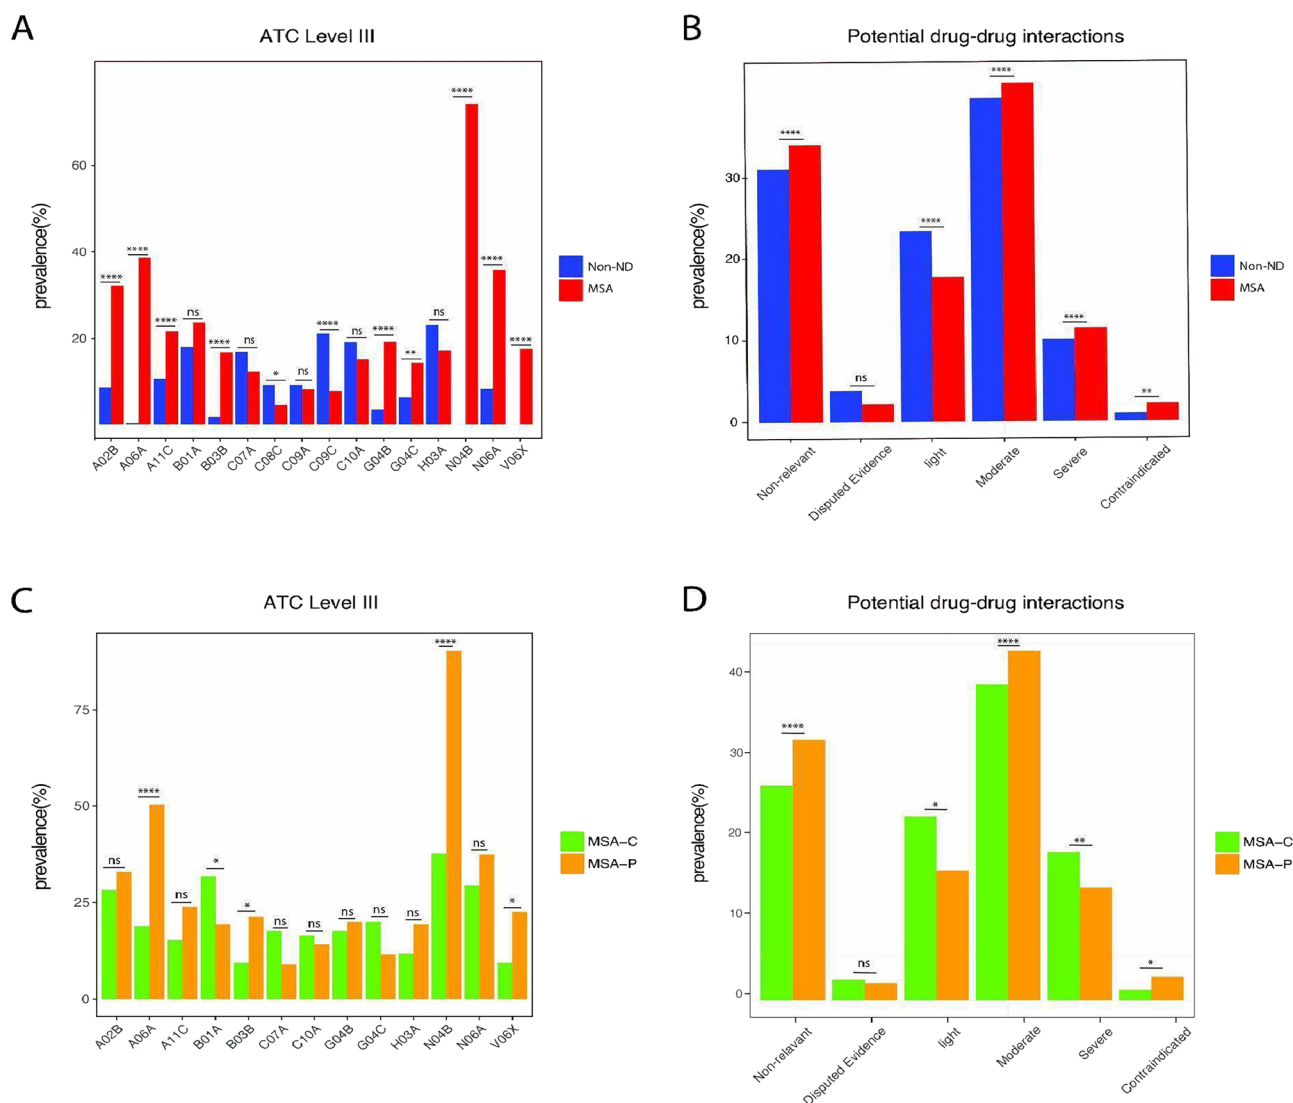 A
ATC Level III
prevalence(%)
60
40
20
****
****
****
ns
****
ns
*
ns
****
ns
****
**
ns
****
****
****
A02B
A06A
A11C
B01A
B03B
C07A
C08C
C09A
C09C
C10A
G04B
G04C
H03A
N04B
N06A
V06X
Non-ND
MSA
B
Potential drug-drug interactions
prevalence(%)
30
20
10
0
****
ns
****
****
****
**
Non-relevant
Disputed Evidence
light
Moderate
Severe
Contraindicated
Non-ND
MSA
C
ATC Level III
prevalence(%)
75
50
25
0
ns
****
ns
*
*
ns
ns
ns
ns
ns
****
ns
*
A02B
A06A
A11C
B01A
B03B
C07A
C10A
G04B
G04C
H03A
N04B
N06A
V06X
MSA-C
MSA-P
D
Potential drug-drug interactions
prevalence(%)
40
30
20
10
0
****
ns
*
****
**
*
Non-relavant
Disputed Evidence
light
Moderate
Severe
Contraindicated
MSA-C
MSA-P